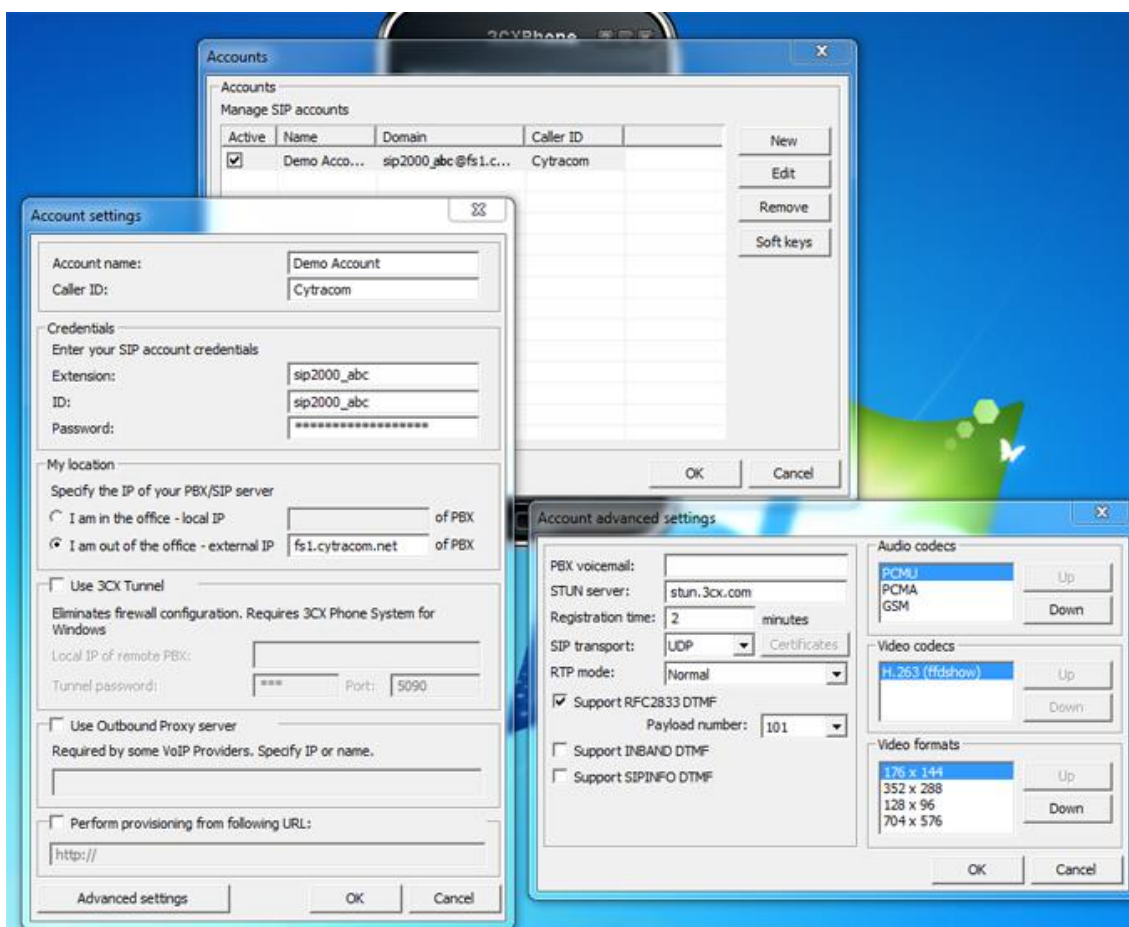 3CXPhone
Accounts
Accounts
Manage SIP accounts
Active Name Domain Caller ID
Demo Acco... sip2000_abc@fs1.c... Cytracom
New
Edit
Remove
Soft keys
OK Cancel
Account settings
Account name: Demo Account
Caller ID: Cytracom
Credentials
Enter your SIP account credentials
Extension: sip2000_abc
ID: sip2000_abc
Password: ******************
My location
Specify the IP of your PBX/SIP server
I am in the office - local IP of PBX
I am out of the office - external IP fs1.cytracom.net of PBX
Use 3CX Tunnel
Eliminates firewall configuration. Requires 3CX Phone System for
Windows
Local IP of remote PBX:
Tunnel password: *** Port: 5090
Use Outbound Proxy server
Required by some VoIP Providers. Specify IP or name.
Perform provisioning from following URL:
http://
Advanced settings OK Cancel
Account advanced settings
PBX voicemail:
STUN server: stun.3cx.com
Registration time: 2 minutes
SIP transport: UDP Certificates
RTP mode: Normal
Support RFC2833 DTMF
Payload number: 101
Support INBAND DTMF
Support SIPINFO DTMF
Audio codecs
PCMU
PCMA
GSM
Up
Down
Video codecs
H.263 (ffdshow)
Up
Down
Video formats
176 x 144
352 x 288
128 x 96
704 x 576
Up
Down
OK Cancel